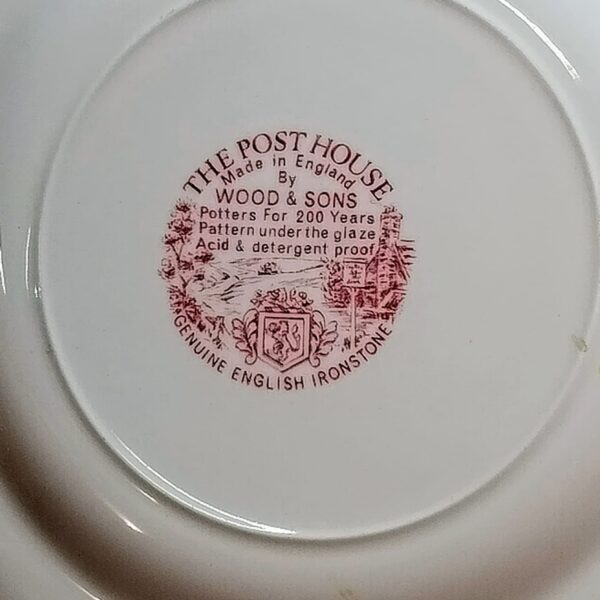 THE POST HOUSE
Made in England
By
WOOD & SONS
Potters For 200 Years
Pattern under the glaze
Acid & detergent proof
GENUINE ENGLISH IRONSTONE